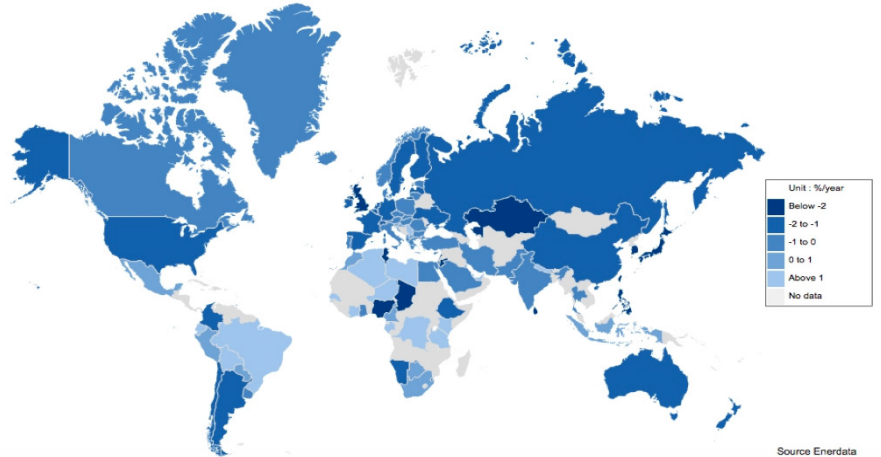 Unit : %/year
Below -2
-2 to -1
-1 to 0
0 to 1
Above 1
No data
Source Enerdata